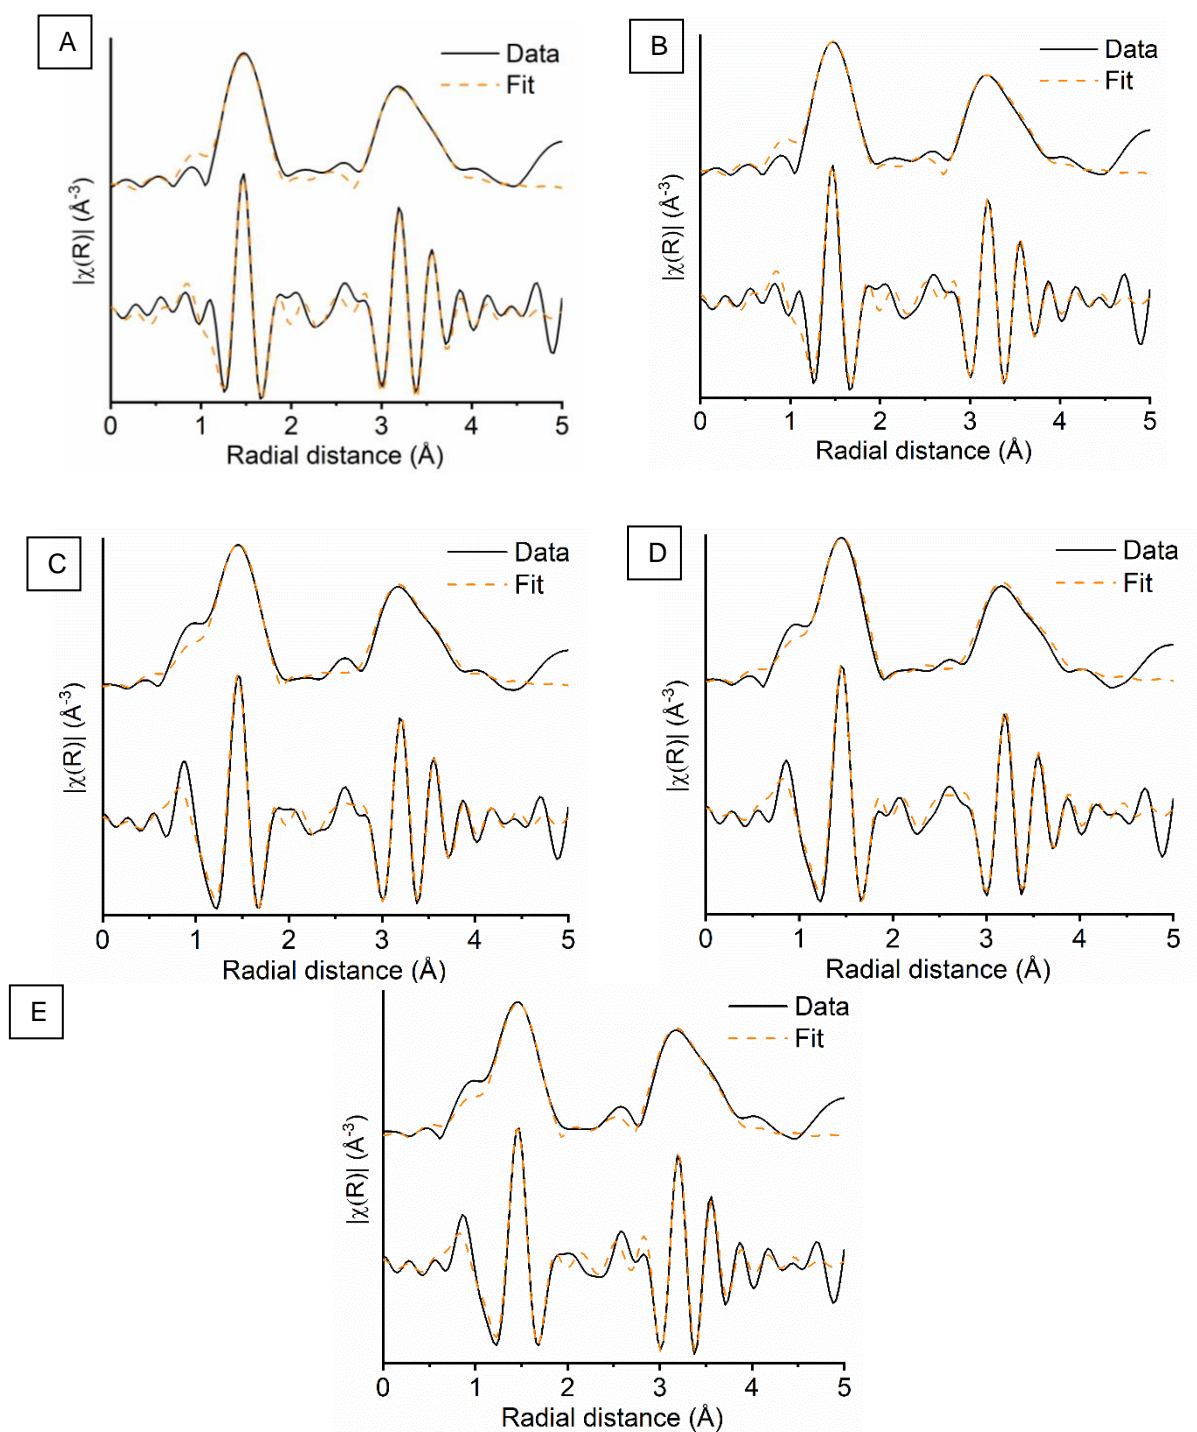 A
Data
Fit
|χ(R)| (Å⁻³)
0 1 2 3 4 5
Radial distance (Å)
B
Data
Fit
|χ(R)| (Å⁻³)
0 1 2 3 4 5
Radial distance (Å)
C
Data
Fit
|χ(R)| (Å⁻³)
0 1 2 3 4 5
Radial distance (Å)
D
Data
Fit
|χ(R)| (Å⁻³)
0 1 2 3 4 5
Radial distance (Å)
E
Data
Fit
|χ(R)| (Å⁻³)
0 1 2 3 4 5
Radial distance (Å)